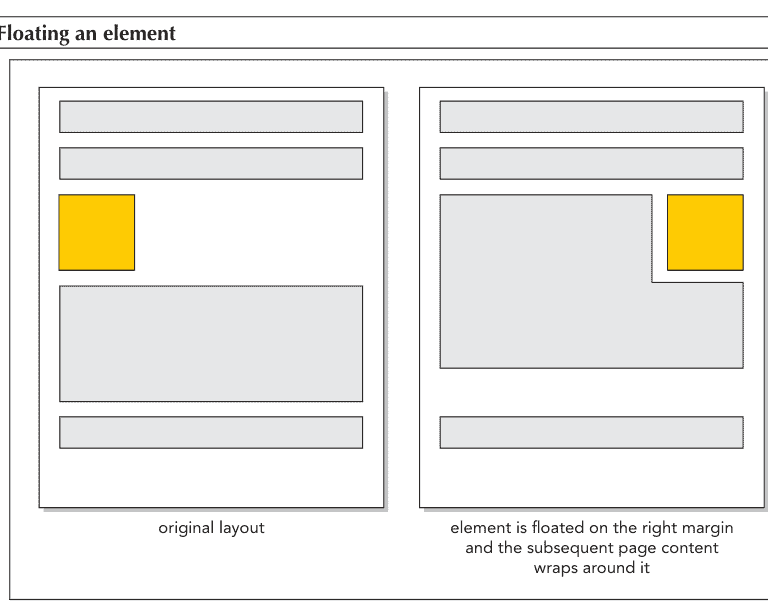 Floating an element
original layout
element is floated on the right margin
and the subsequent page content
wraps around it